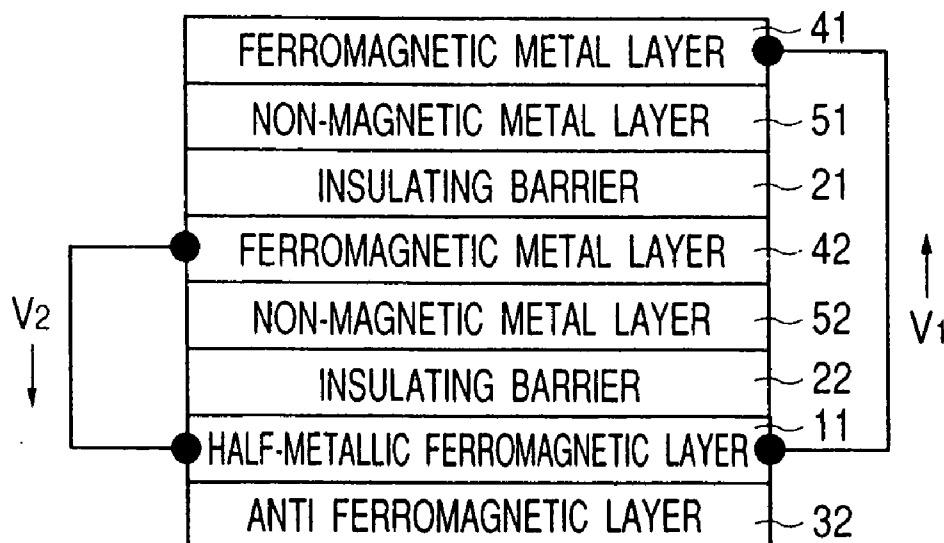 41
FERROMAGNETIC METAL LAYER
NON-MAGNETIC METAL LAYER 51
INSULATING BARRIER 21
FERROMAGNETIC METAL LAYER 42
V2
NON-MAGNETIC METAL LAYER 52
V1
INSULATING BARRIER 22
11
HALF-METALLIC FERROMAGNETIC LAYER
ANTI FERROMAGNETIC LAYER 32